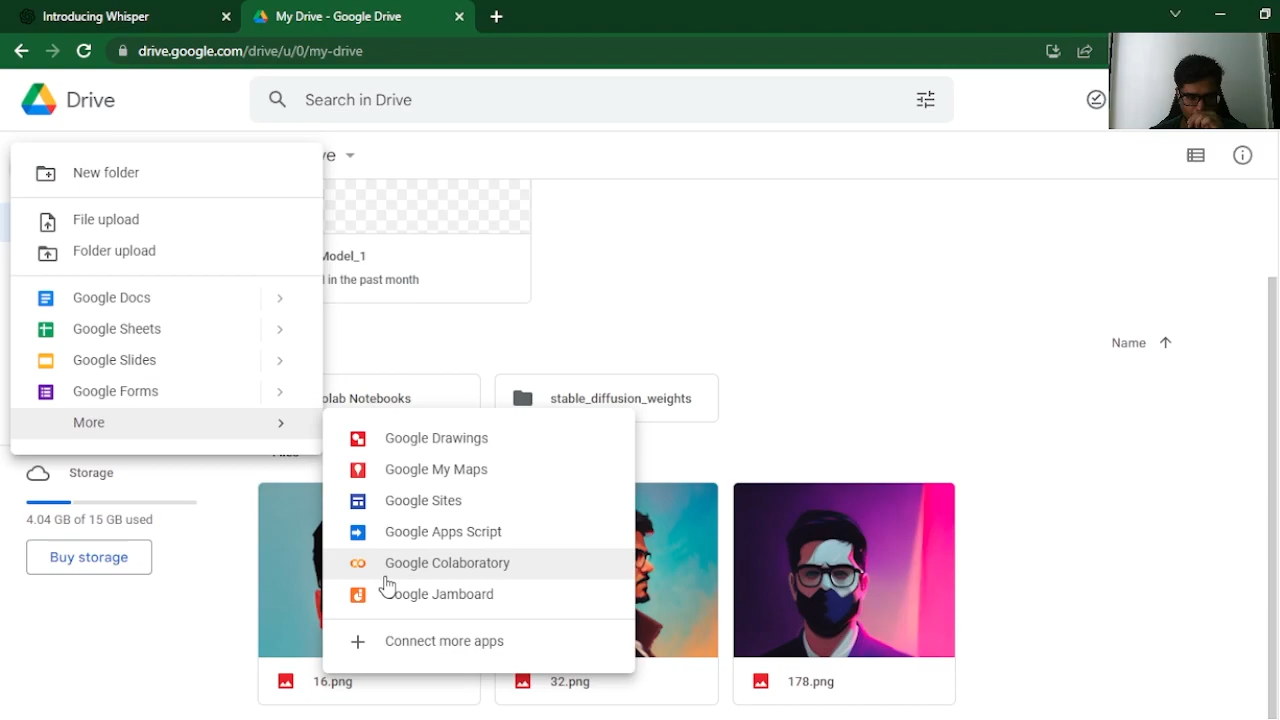 Introducing Whisper
My Drive - Google Drive
drive.google.com/drive/u/0/my-drive
Drive
Search in Drive
ve
New folder
File upload
Folder upload
Google Docs
Google Sheets
Google Slides
Google Forms
More
Model_1
in the past month
Name
olab Notebooks
stable_diffusion_weights
Google Drawings
Google My Maps
Google Sites
Google Apps Script
Google Colaboratory
Google Jamboard
Connect more apps
Storage
4.04 GB of 15 GB used
Buy storage
16.png
32.png
178.png